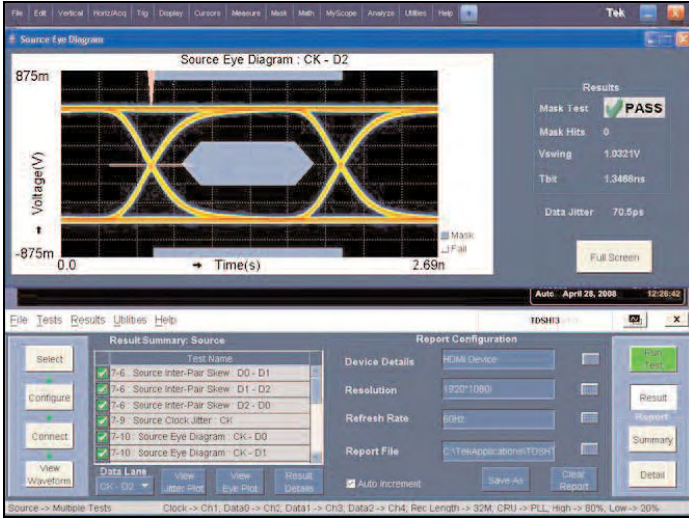 File Edit Vertical Horiz/Acq Trig Display Cursors Measure Mask Math MyScope Analyze Utilities Help Tek
Source Eye Diagram
Source Eye Diagram : CK - D2
875m
Voltage(V)
-875m
0.0
Time(s)
2.69n
Mask
Fail
Results
Mask Test PASS
Mask Hits 0
Vswing 1.0321V
Tbit 1.3468ns
Data Jitter 70.5ps
Full Screen
Auto April 28, 2008 12:26:42
File Tests Results Utilities Help TDSHT3 x
Select
Configure
Connect
View Waveform
Result Summary: Source
Test Name
7-6 : Source Inter-Pair Skew : D0 - D1
7-6 : Source Inter-Pair Skew : D1 - D2
7-6 : Source Inter-Pair Skew : D2 - D0
7-9 : Source Clock Jitter : CK
7-10 : Source Eye Diagram : CK - D0
7-10 : Source Eye Diagram : CK - D1
Data Lane
CK - D2
View Jitter Plot
View Eye Plot
Result Details
Report Configuration
Device Details HDMI Device
Resolution 1920*1080i
Refresh Rate 60Hz
Report File C:\TekApplications\TDSHT
Auto Increment
Save As
Clear Report
Run Test
Result
Report
Summary
Detail
Source -> Multiple Tests Clock -> Ch1, Data0 -> Ch2, Data1 -> Ch3, Data2 -> Ch4, Rec Length -> 32M, CRU -> PLL, High -> 80%, Low -> 20%